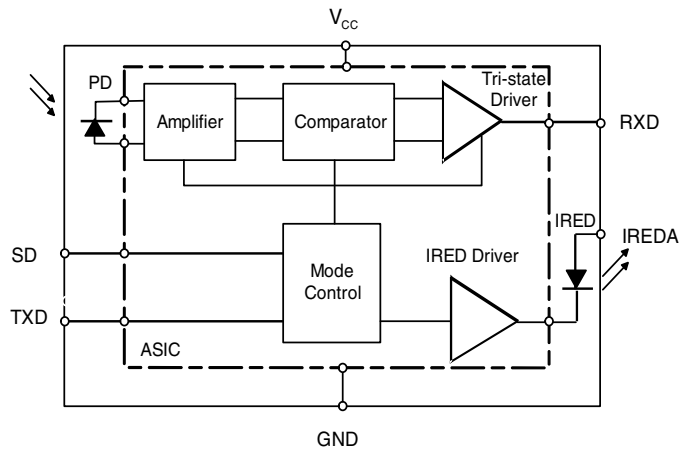 VCC
PD
Tri-state
Driver
Amplifier
Comparator
RXD
IRED
IREDA
SD
Mode
Control
IRED Driver
TXD
ASIC
GND